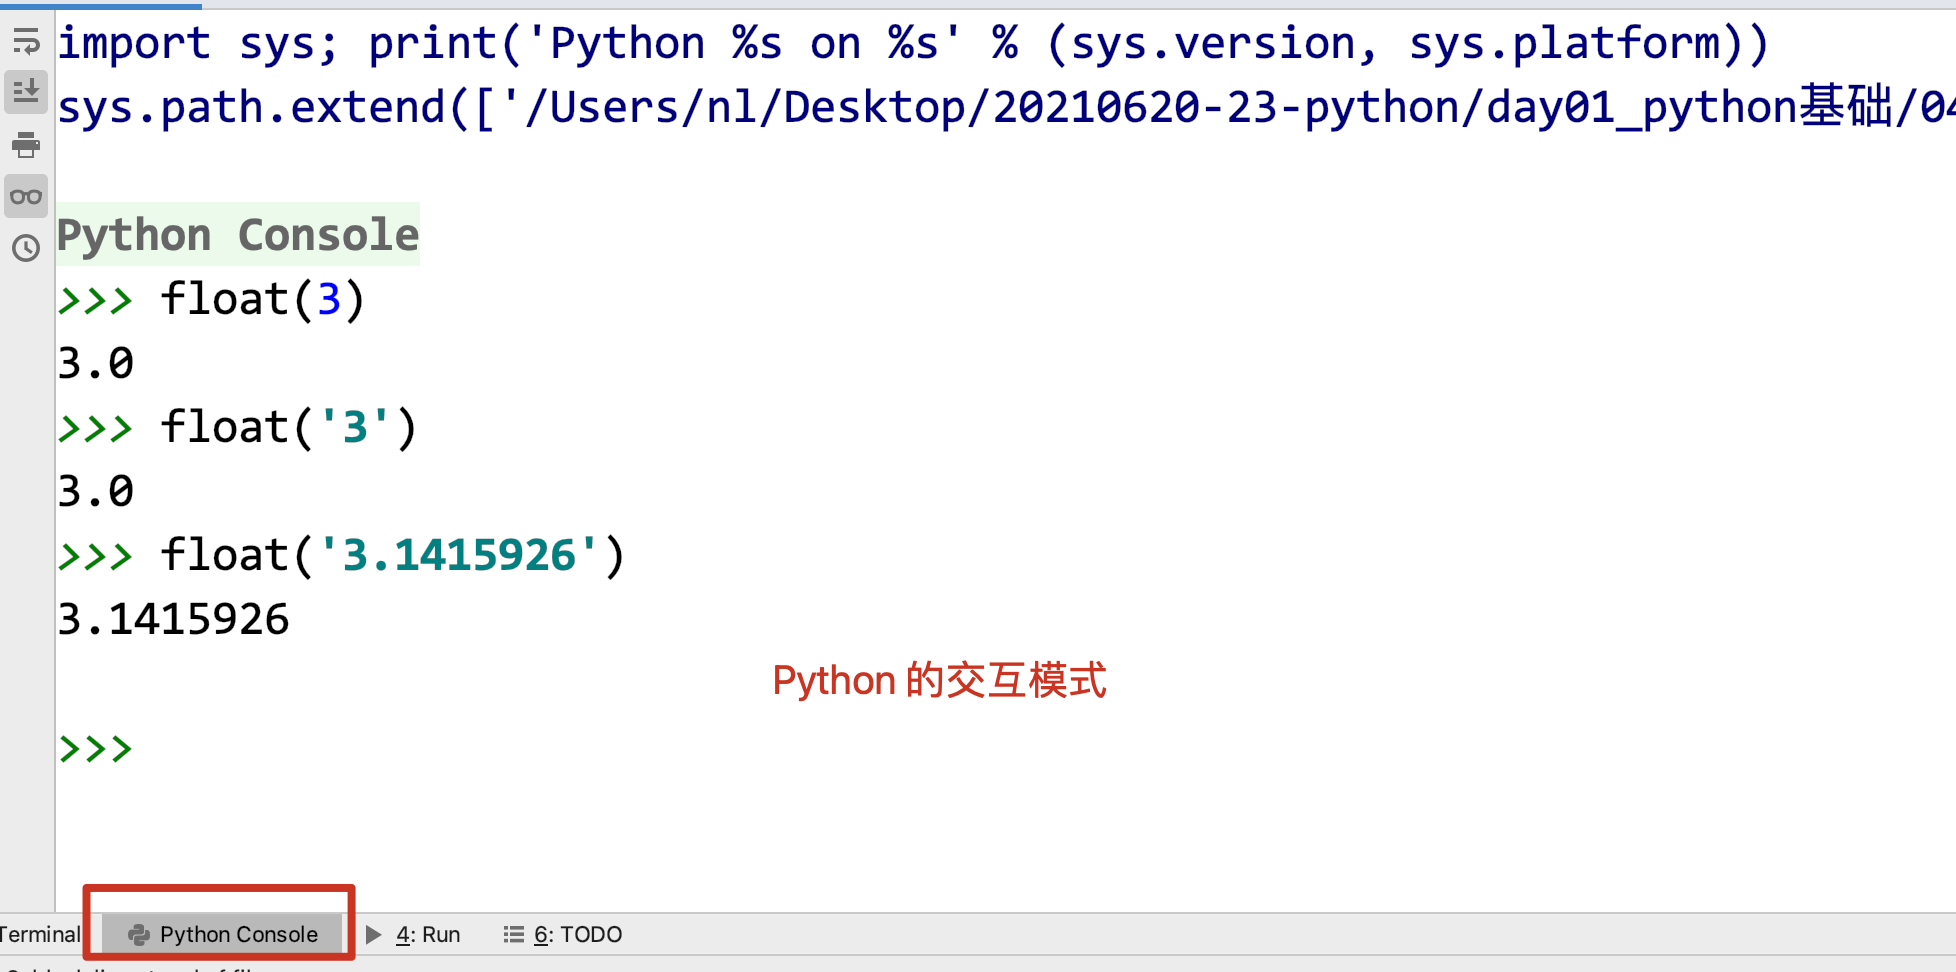 import sys; print('Python %s on %s' % (sys.version, sys.platform))
sys.path.extend(['/Users/nl/Desktop/20210620-23-python/day01_python基础/04
Python Console
>>> float(3)
3.0
>>> float('3')
3.0
>>> float('3.1415926')
3.1415926
Python 的交互模式
>>>
Terminal Python Console 4: Run 6: TODO